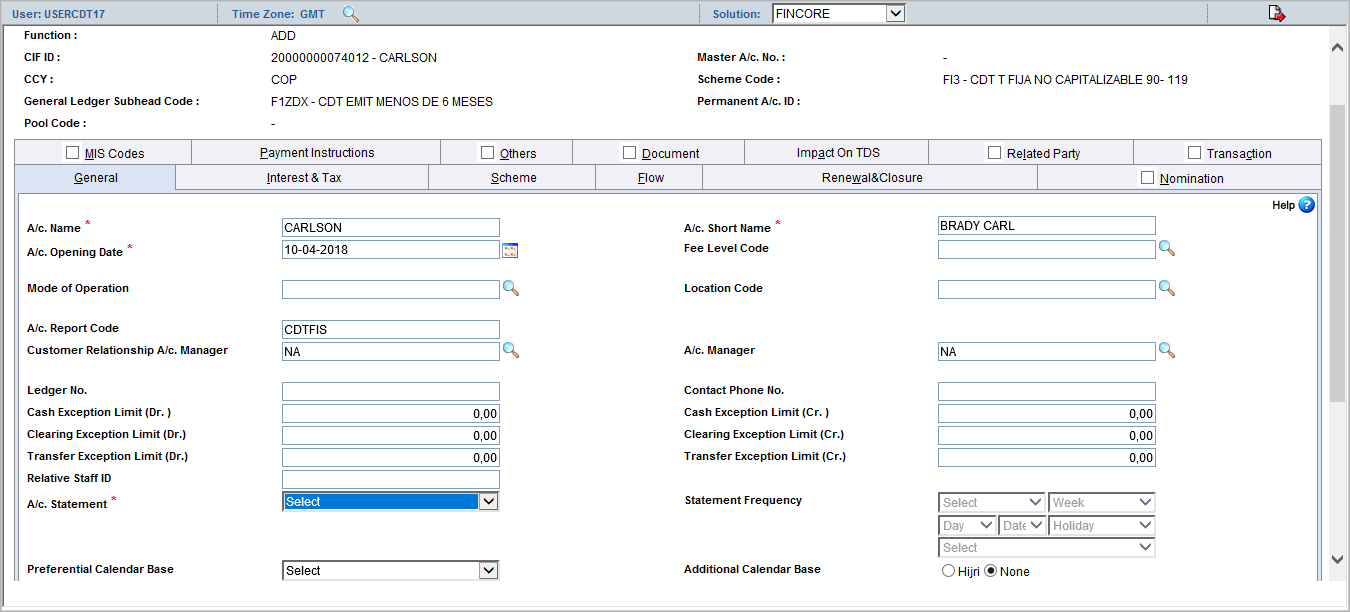 User: USERCDT17 Time Zone: GMT Solution: FINCORE
Function : ADD
CIF ID : 20000000074012 - CARLSON Master A/c. No. : -
CCY : COP Scheme Code : FI3 - CDT T FIJA NO CAPITALIZABLE 90- 119
General Ledger Subhead Code : F1ZDX - CDT EMIT MENOS DE 6 MESES Permanent A/c. ID :
Pool Code : -
MIS Codes Payment Instructions Others Document Impact On TDS Related Party Transaction
General Interest & Tax Scheme Flow Renewal&Closure Nomination
Help ?
A/c. Name * CARLSON A/c. Short Name * BRADY CARL
A/c. Opening Date * 10-04-2018 Fee Level Code
Mode of Operation Location Code
A/c. Report Code CDTFIS
Customer Relationship A/c. Manager NA A/c. Manager NA
Ledger No. Contact Phone No.
Cash Exception Limit (Dr. ) 0,00 Cash Exception Limit (Cr. ) 0,00
Clearing Exception Limit (Dr.) 0,00 Clearing Exception Limit (Cr.) 0,00
Transfer Exception Limit (Dr.) 0,00 Transfer Exception Limit (Cr.) 0,00
Relative Staff ID
A/c. Statement * Select Statement Frequency Select Week
Day Date Holiday
Select
Preferential Calendar Base Select Additional Calendar Base Hijri None